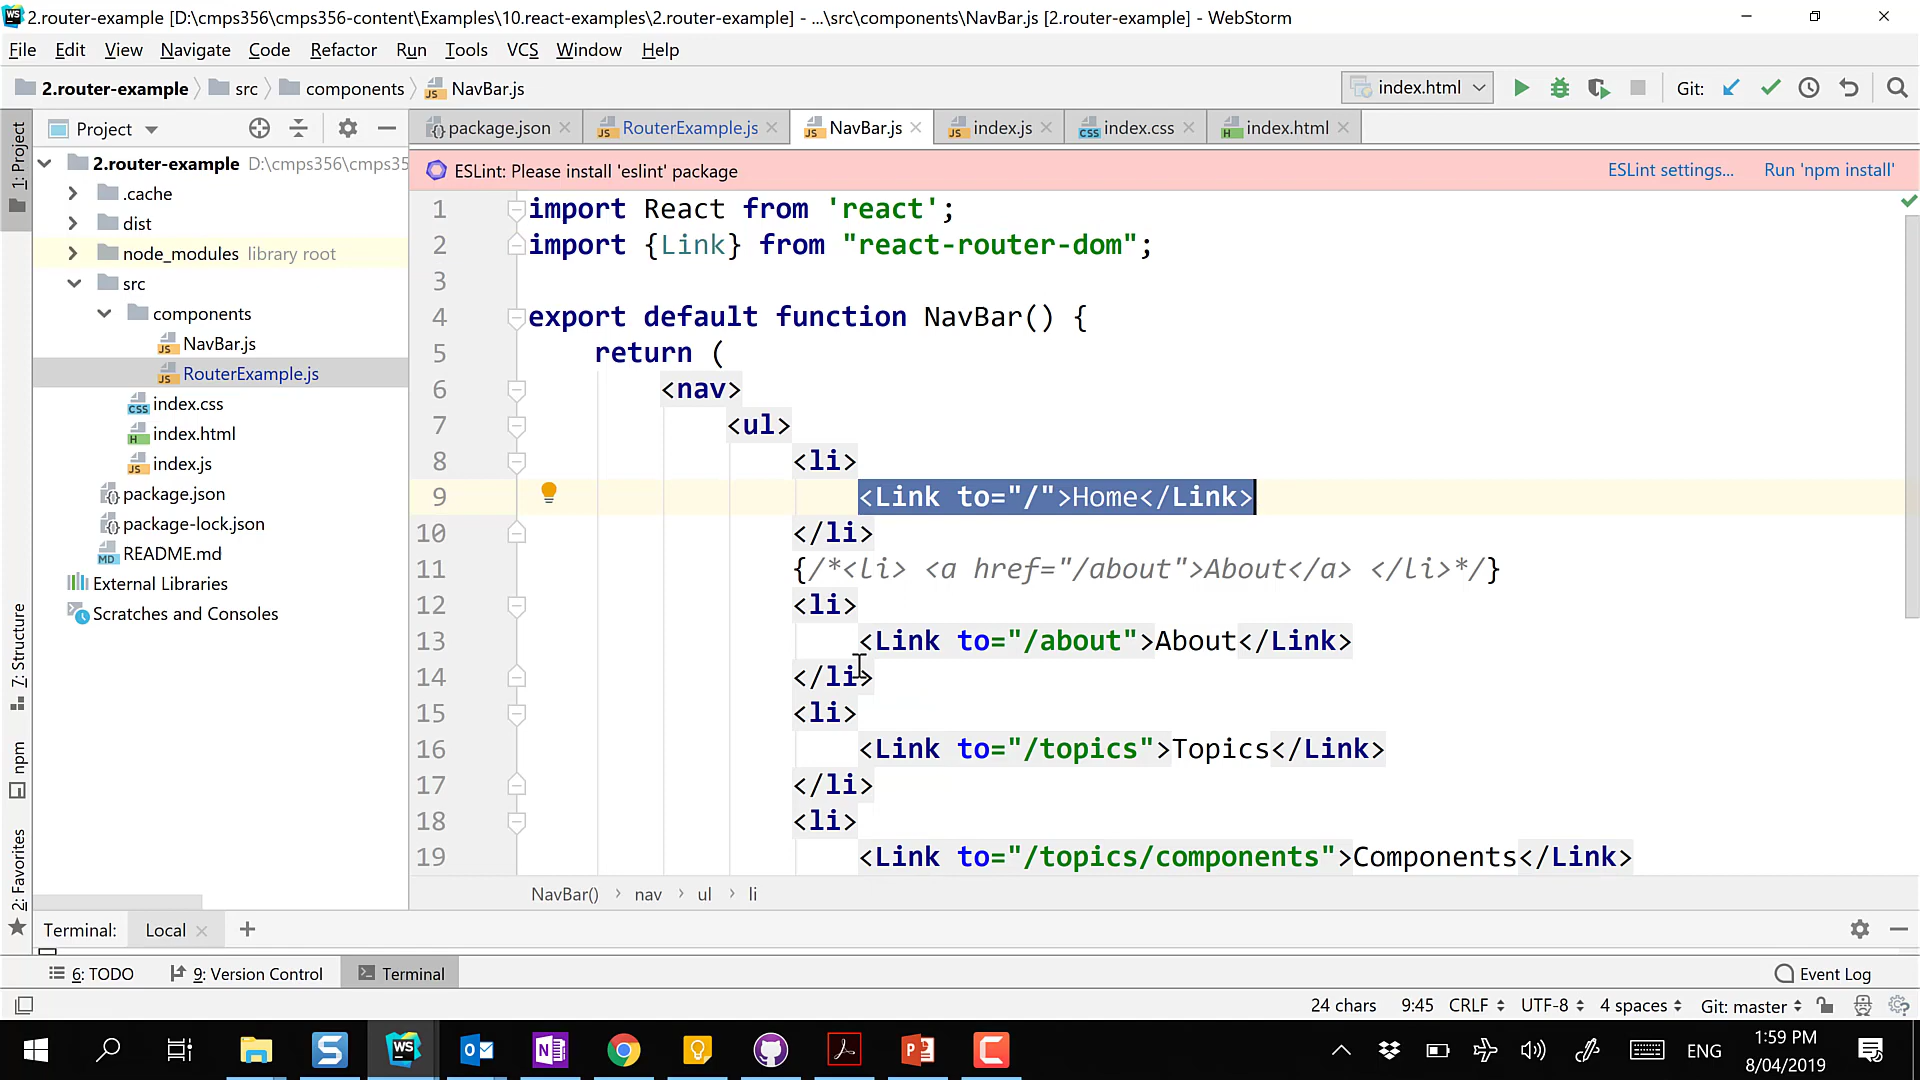 2.router-example [D:\cmps356\cmps356-content\Examples\10.react-examples\2.router-example] - ...\src\components\NavBar.js [2.router-example] - WebStorm
File Edit View Navigate Code Refactor Run Tools VCS Window Help
2.router-example src components NavBar.js index.html Git:
Project package.json RouterExample.js NavBar.js index.js index.css index.html
1: Project
2.router-example D:\cmps356\cmps35
.cache
dist
node_modules library root
src
components
NavBar.js
RouterExample.js
index.css
index.html
index.js
package.json
package-lock.json
README.md
External Libraries
Scratches and Consoles
7: Structure
npm
2: Favorites
ESLint: Please install 'eslint' package ESLint settings... Run 'npm install'
1 import React from 'react';
2 import {Link} from "react-router-dom";
3
4 export default function NavBar() {
5 return (
6 <nav>
7 <ul>
8 <li>
9 <Link to="/">Home</Link>
10 </li>
11 {/*<li> <a href="/about">About</a> </li>*/}
12 <li>
13 <Link to="/about">About</Link>
14 </li>
15 <li>
16 <Link to="/topics">Topics</Link>
17 </li>
18 <li>
19 <Link to="/topics/components">Components</Link>
NavBar() nav ul li
Terminal: Local
6: TODO 9: Version Control Terminal Event Log
24 chars 9:45 CRLF UTF-8 4 spaces Git: master
ENG 1:59 PM
8/04/2019